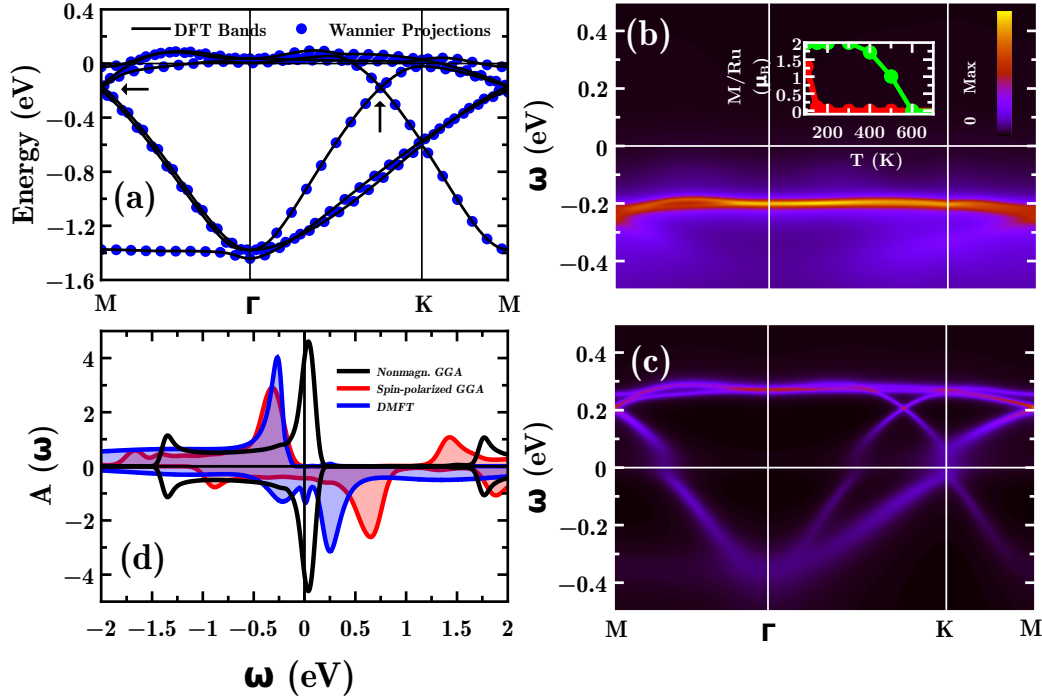 DFT Bands Wannier Projections
0.4
0
−0.4
−0.6
−1.2
−1.6
Energy (eV)
(a)
M Γ K M
(b)
0.4
0.2
0
−0.2
−0.4
ω (eV)
M/Ru
(μB)
2
1.5
1
0.5
0
200 400 600
T (K)
0 Max
(c)
0.4
0.2
0
−0.2
−0.4
ω (eV)
M Γ K M
Nonmagn. GGA
Spin-polarized GGA
DMFT
4
2
0
−2
−4
A (ω)
(d)
−2 −1.5 −1 −0.5 0 0.5 1 1.5 2
ω (eV)